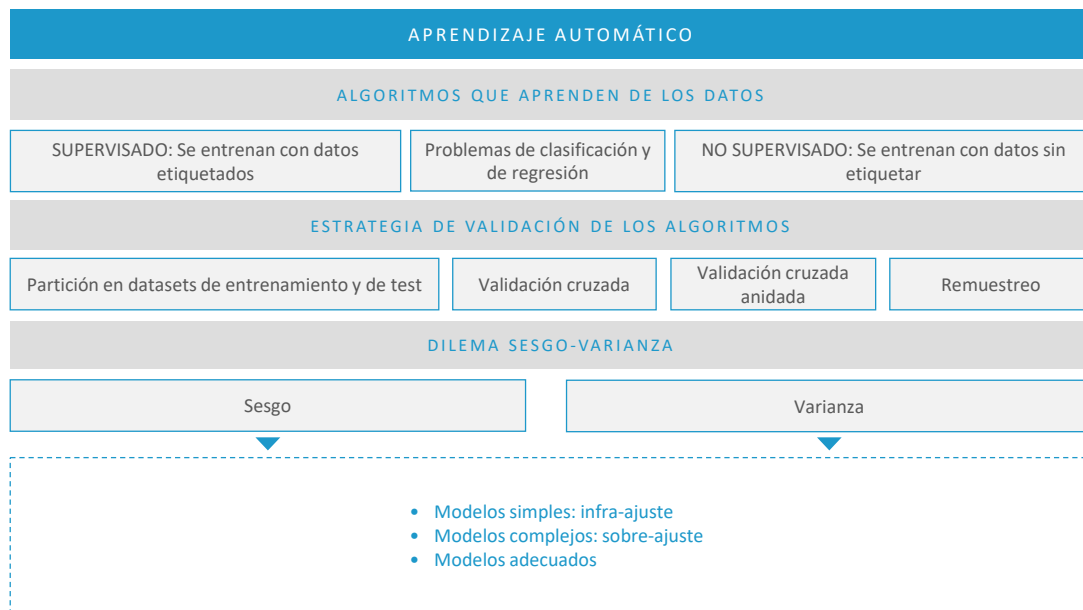 APRENDIZAJE AUTOMÁTICO
ALGORITMOS QUE APRENDEN DE LOS DATOS
SUPERVISADO: Se entrenan con datos
etiquetados
Problemas de clasificación y
de regresión
NO SUPERVISADO: Se entrenan con datos sin
etiquetar
ESTRATEGIA DE VALIDACIÓN DE LOS ALGORITMOS
Partición en datasets de entrenamiento y de test
Validación cruzada
Validación cruzada
anidada
Remuestreo
DILEMA SESGO-VARIANZA
Sesgo
Varianza
• Modelos simples: infra-ajuste
• Modelos complejos: sobre-ajuste
• Modelos adecuados